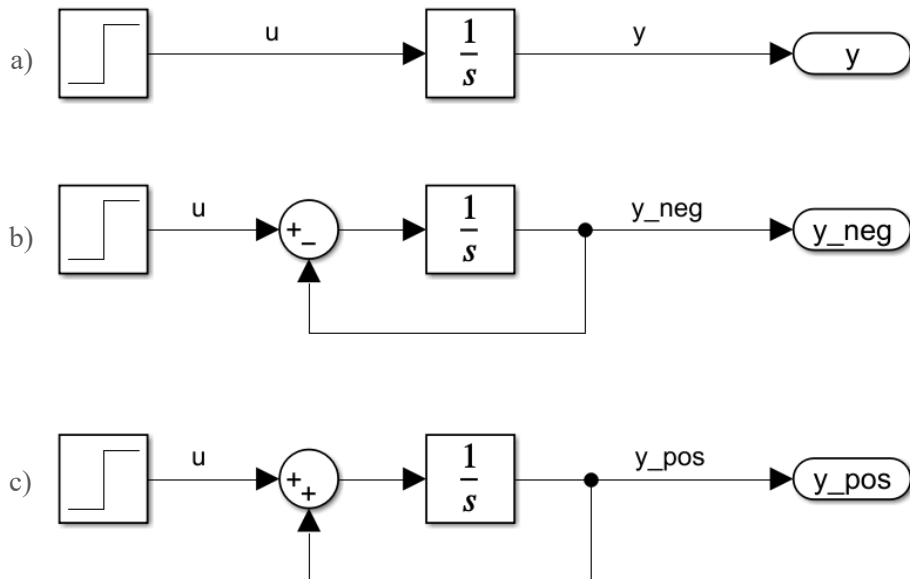 a) u 1/s y y
b) u + - 1/s y_neg y_neg
c) u + + 1/s y_pos y_pos